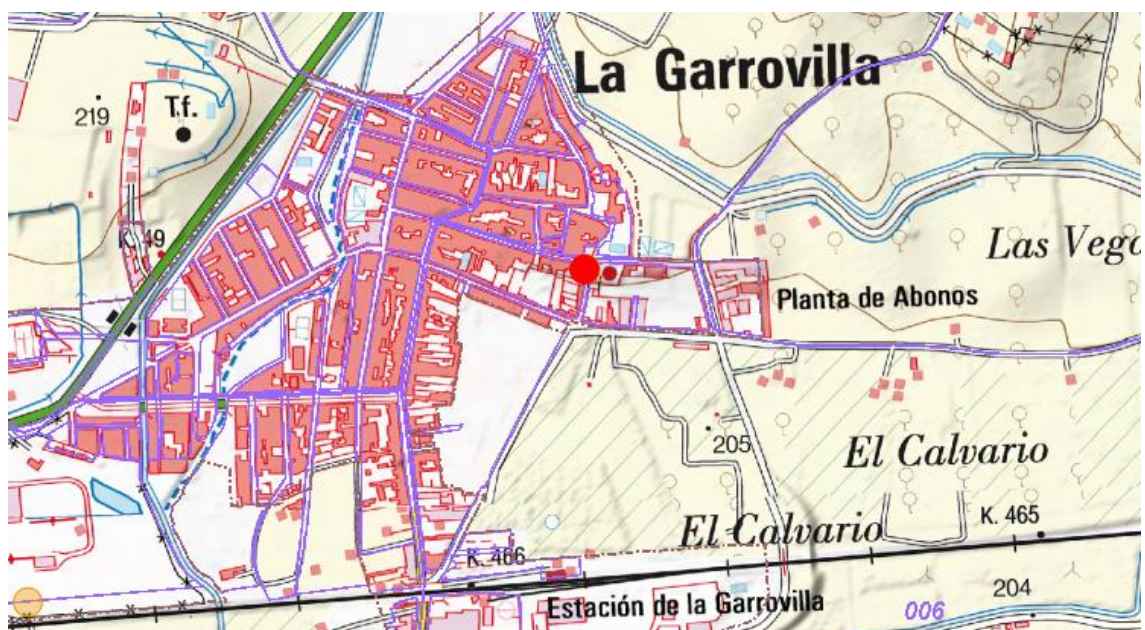 La Garrovilla
219
T.f.
K. 49
Las Vega
Planta de Abonos
205
El Calvario
El Calvario
K. 465
K. 466
204
Estación de la Garrovilla
006